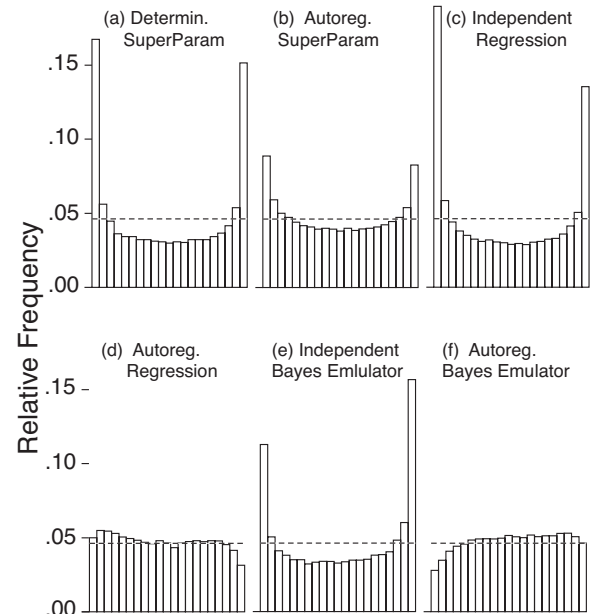 (a) Determin.
SuperParam
(b) Autoreg.
SuperParam
(c) Independent
Regression
.15
.10
.05
.00
Relative Frequency
(d) Autoreg.
Regression
(e) Independent
Bayes Emlulator
(f) Autoreg.
Bayes Emulator
.15
.10
.05
.00